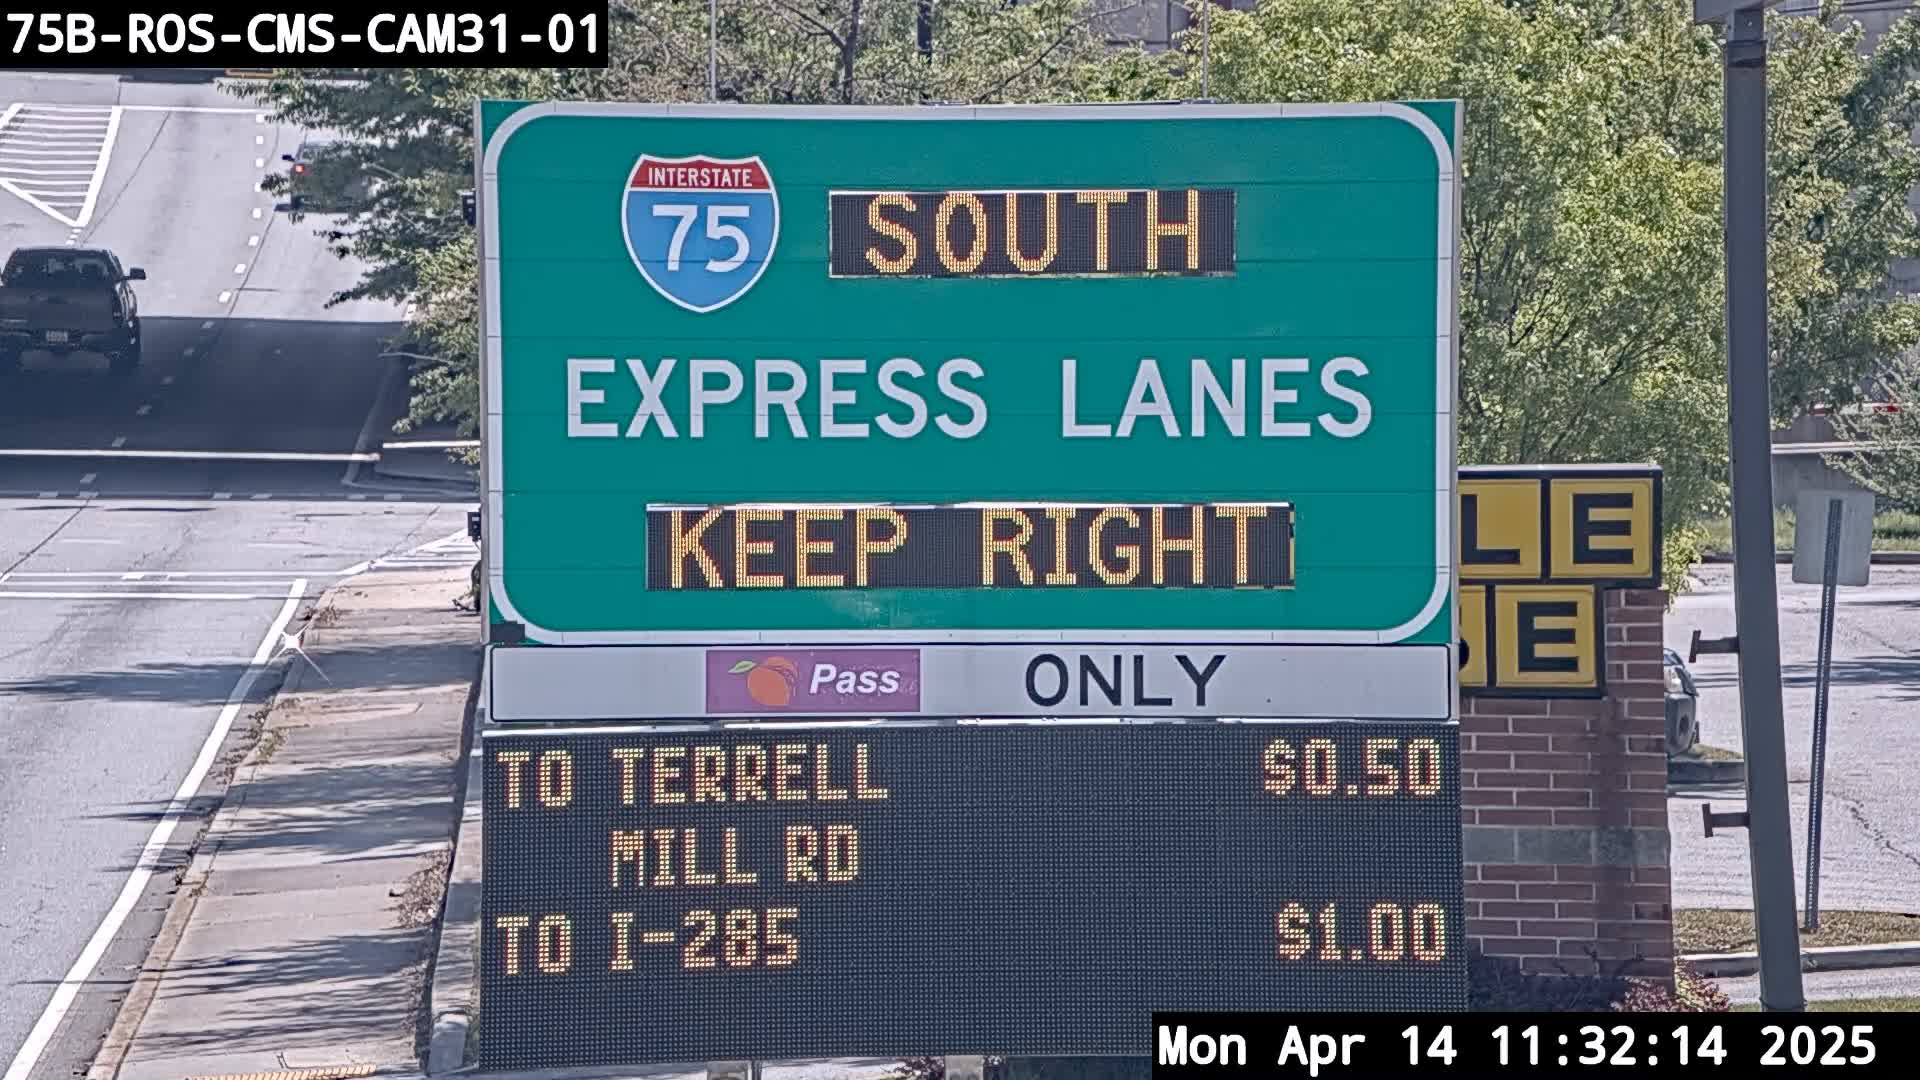 75B-ROS-CMS-CAM31-01
INTERSTATE
75
SOUTH
EXPRESS LANES
KEEP RIGHT
Pass ONLY
TO TERRELL $0.50
MILL RD
TO I-285 $1.00
LE
E
Mon Apr 14 11:32:14 2025